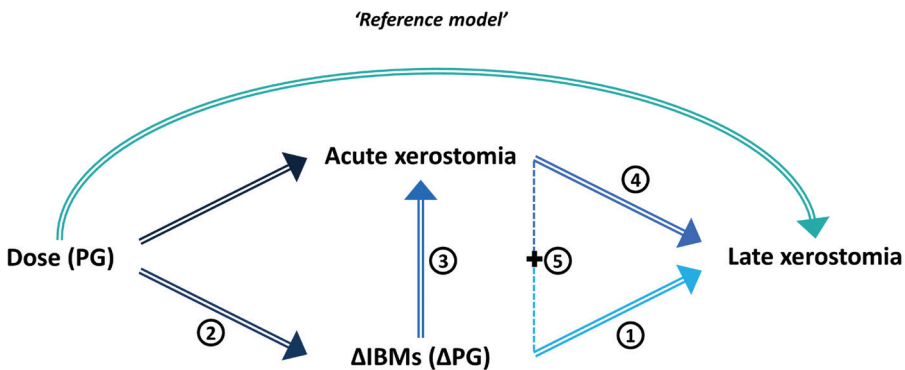 ‘Reference model’
Acute xerostomia
④
Dose (PG)
③
✚⑤
Late xerostomia
②
①
ΔIBMs (ΔPG)